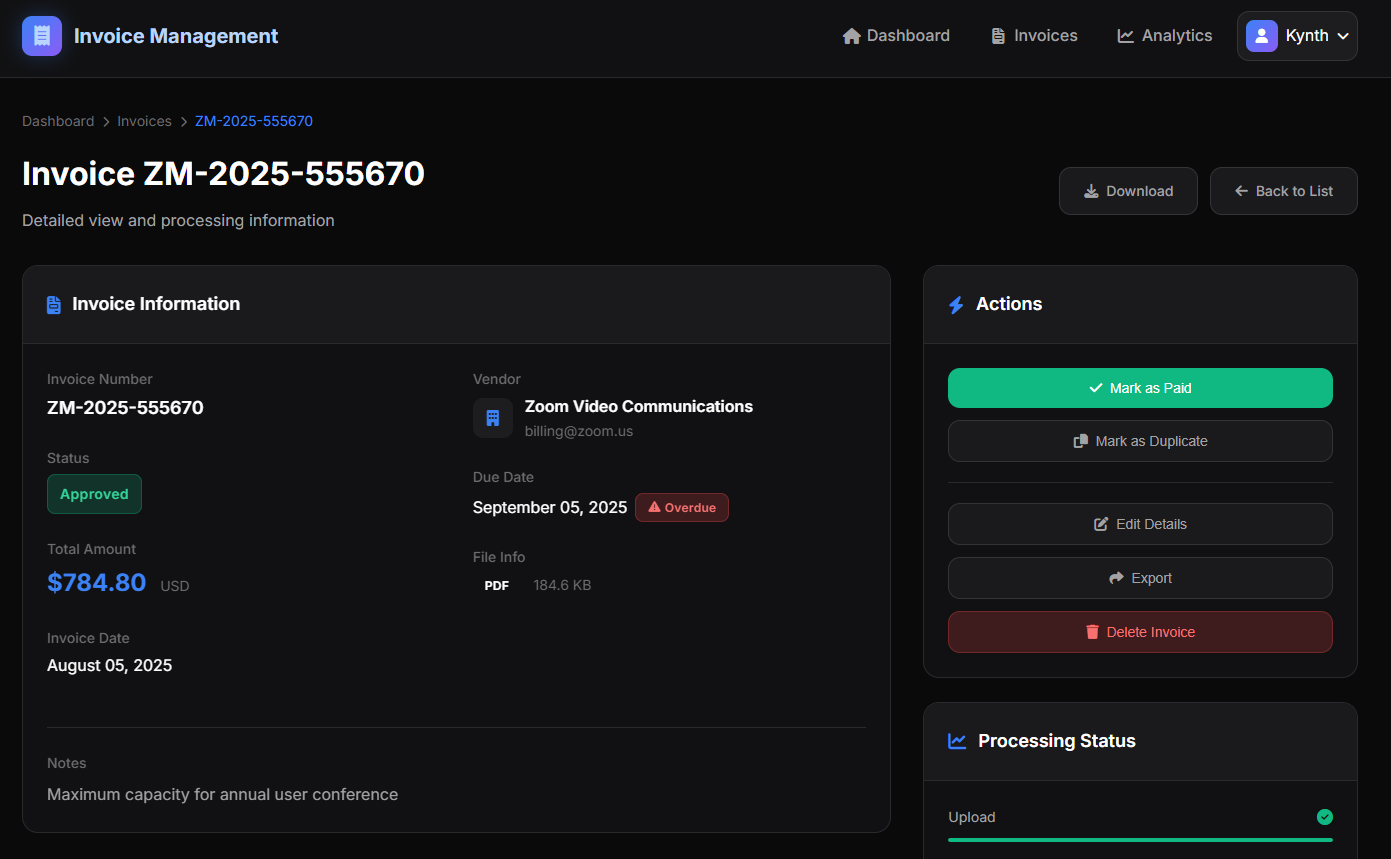 Invoice Management
Dashboard
Invoices
Analytics
Kynth
Dashboard
Invoices
ZM-2025-555670
Invoice ZM-2025-555670
Detailed view and processing information
Download
Back to List
Invoice Information
Invoice Number
ZM-2025-555670
Status
Approved
Total Amount
$784.80 USD
Invoice Date
August 05, 2025
Vendor
Zoom Video Communications
billing@zoom.us
Due Date
September 05, 2025
Overdue
File Info
PDF 184.6 KB
Notes
Maximum capacity for annual user conference
Actions
Mark as Paid
Mark as Duplicate
Edit Details
Export
Delete Invoice
Processing Status
Upload